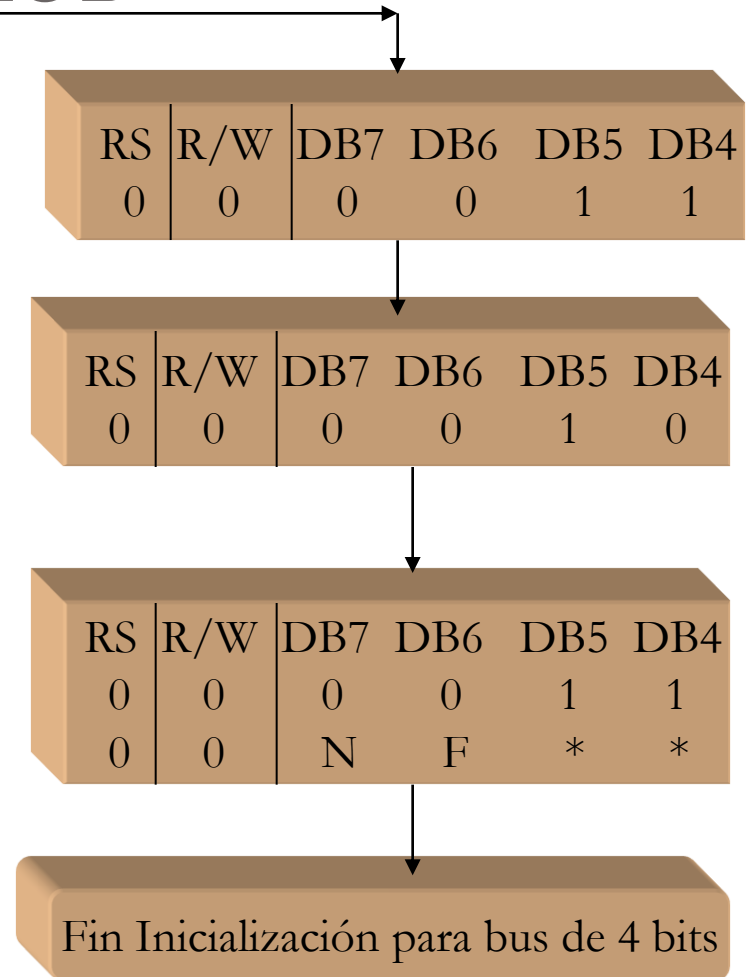 RS R/W DB7 DB6 DB5 DB4
0 0 0 0 1 1
RS R/W DB7 DB6 DB5 DB4
0 0 0 0 1 0
RS R/W DB7 DB6 DB5 DB4
0 0 0 0 1 1
0 0 N F * *
Fin Inicialización para bus de 4 bits